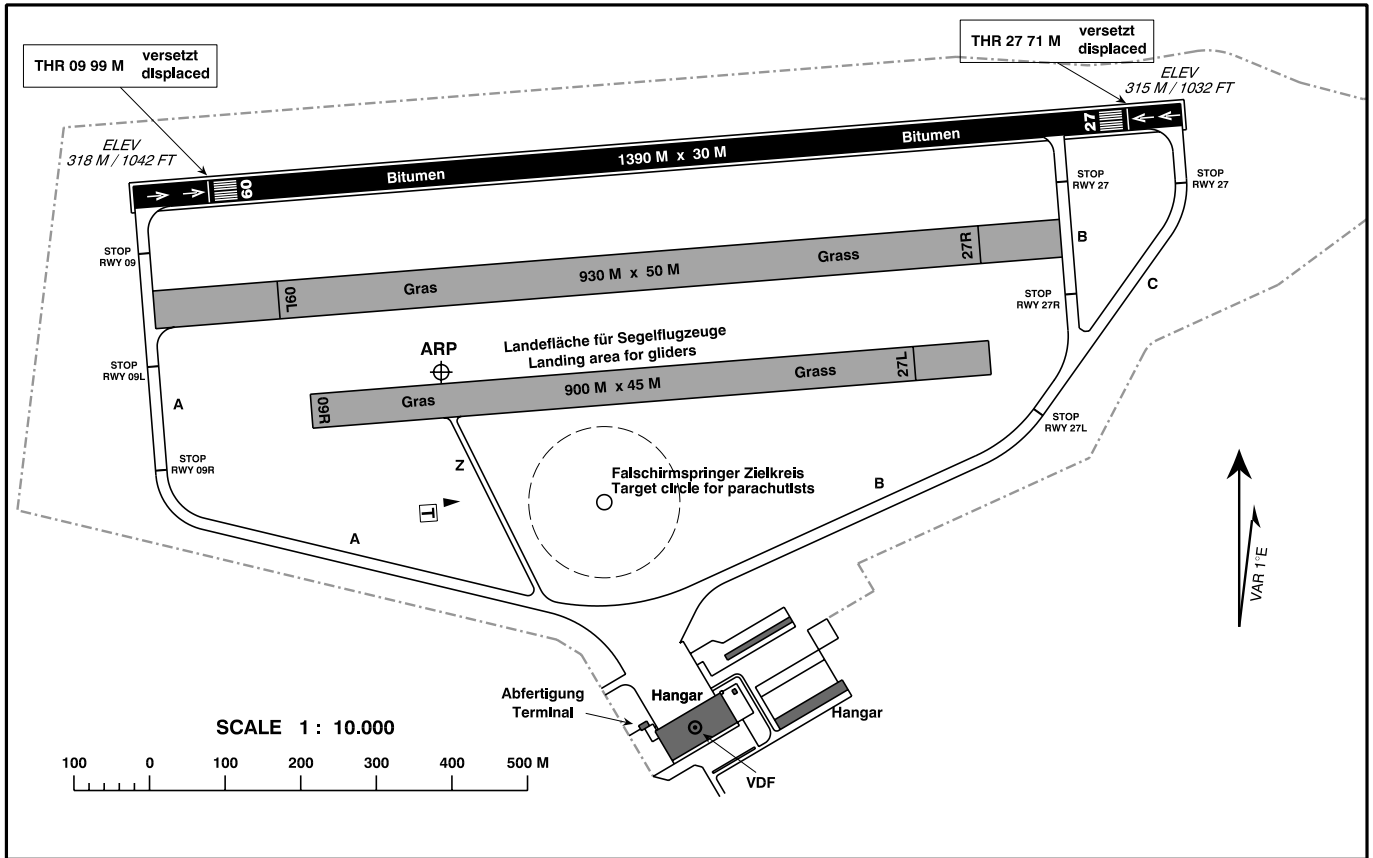 THR 09 99 M versetzt
displaced
THR 27 71 M versetzt
displaced
ELEV
318 M / 1042 FT
ELEV
315 M / 1032 FT
09
Bitumen
1390 M x 30 M
Bitumen
27
STOP
RWY 09
STOP
RWY 27
STOP
RWY 27
09L
Gras
930 M x 50 M
Grass
27R
B
C
STOP
RWY 27R
STOP
RWY 09L
ARP
Landefläche für Segelflugzeuge
Landing area for gliders
A
09R
Gras
900 M x 45 M
Grass
27L
STOP
RWY 27L
STOP
RWY 09R
Z
Falschirmspringer Zielkreis
Target circle for parachutists
B
T
A
VAR 1°E
Abfertigung
Terminal
Hangar
Hangar
VDF
SCALE 1 : 10.000
100 0 100 200 300 400 500 M